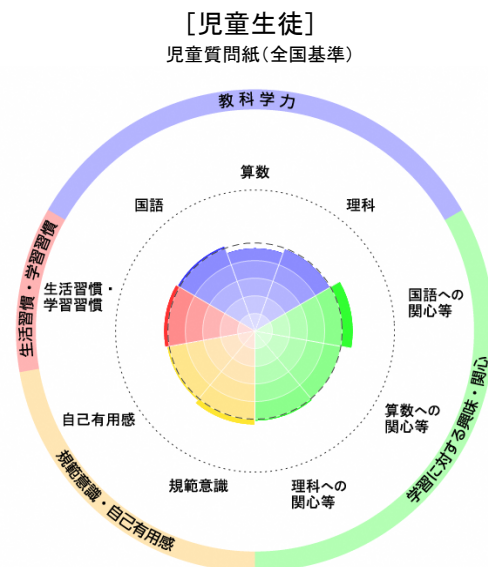 [児童生徒]
児童質問紙(全国基準)
教科学力
算数
国語
理科
生活習慣・学習習慣
生活習慣・
学習習慣
国語への
関心等
自己有用感
算数への
関心等
規範意識
理科への
関心等
規範意識・自己有用感
学習に対する興味・関心